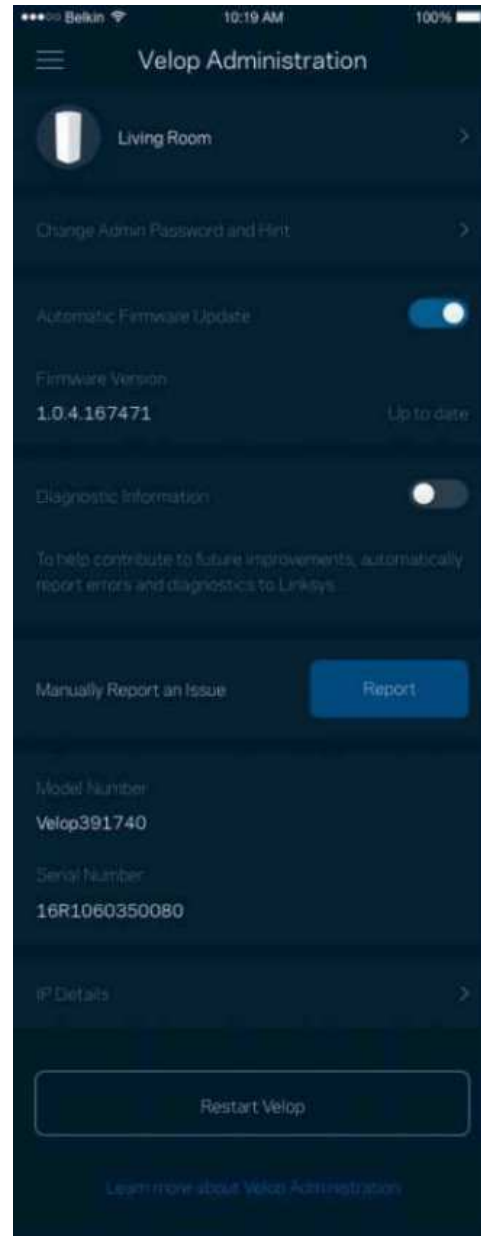 Belkin 10:19 AM 100%
Velop Administration
Living Room
Change Admin Password and Hint
Automatic Firmware Update
Firmware Version
1.0.4.167471 Up to date
Diagnostic Information
To help contribute to future improvements, automatically
report errors and diagnostics to Linksys.
Manually Report an Issue Report
Model Number
Velop391740
Serial Number
16R1060350080
IP Details
Restart Velop
Learn more about Velop Administration